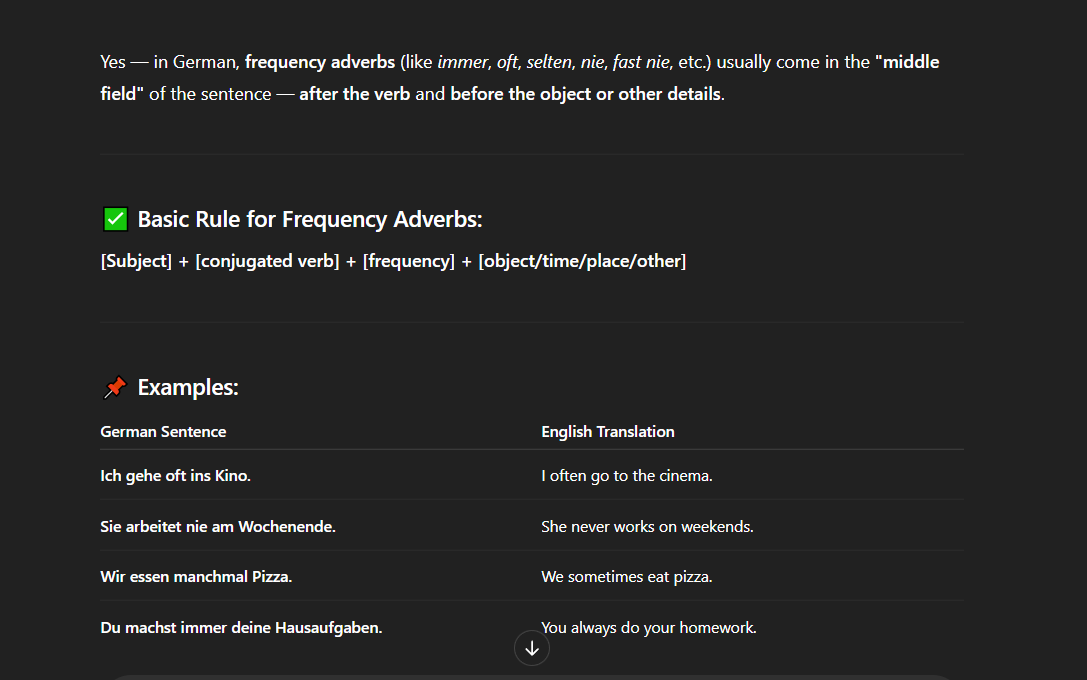 Yes — in German, frequency adverbs (like immer, oft, selten, nie, fast nie, etc.) usually come in the "middle
field" of the sentence — after the verb and before the object or other details.
✅ Basic Rule for Frequency Adverbs:
[Subject] + [conjugated verb] + [frequency] + [object/time/place/other]
📌 Examples:
German Sentence English Translation
Ich gehe oft ins Kino. I often go to the cinema.
Sie arbeitet nie am Wochenende. She never works on weekends.
Wir essen manchmal Pizza. We sometimes eat pizza.
Du machst immer deine Hausaufgaben. You always do your homework.